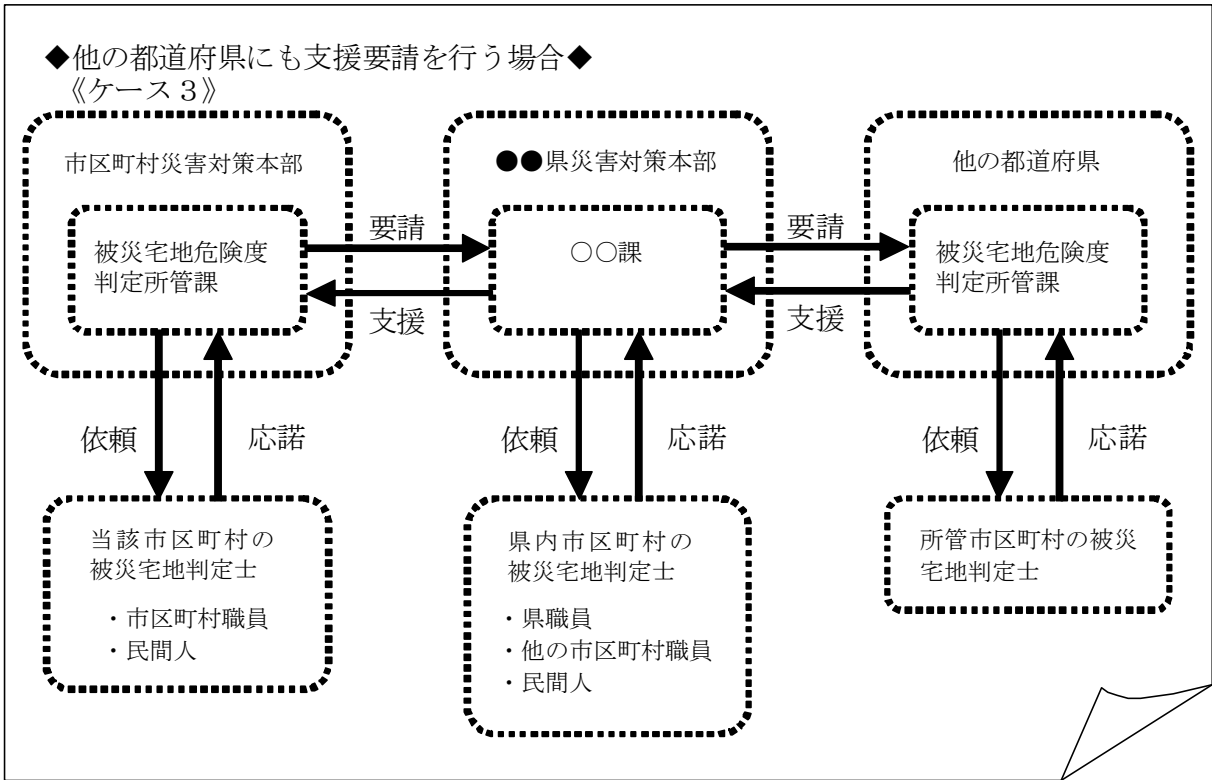 ◆他の都道府県にも支援要請を行う場合◆
《ケース３》
市区町村災害対策本部
被災宅地危険度
判定所管課
要請
支援
●●県災害対策本部
〇〇課
要請
支援
他の都道府県
被災宅地危険度
判定所管課
依頼
応諾
依頼
応諾
依頼
応諾
当該市区町村の
被災宅地判定士
・市区町村職員
・民間人
県内市区町村の
被災宅地判定士
・県職員
・他の市区町村職員
・民間人
所管市区町村の被災
宅地判定士